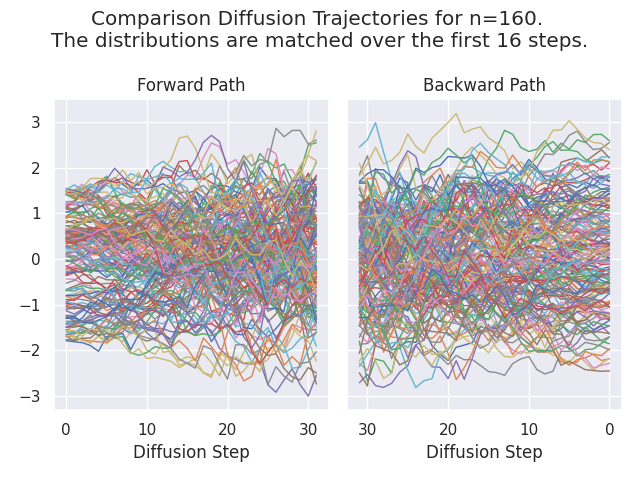 Comparison Diffusion Trajectories for n=160.
The distributions are matched over the first 16 steps.
Forward Path
Backward Path
3
2
1
0
−1
−2
−3
0
10
20
30
30
20
10
0
Diffusion Step
Diffusion Step